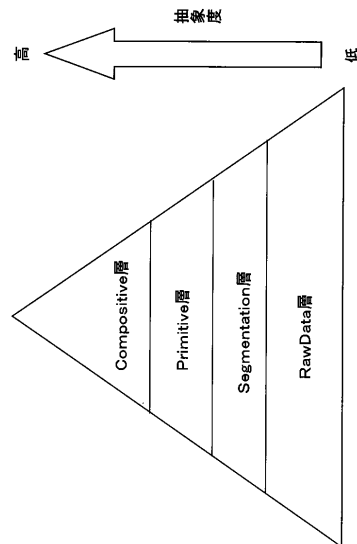 高
抽象度
低
Compositive層
Primitive層
Segmentation層
RawData層